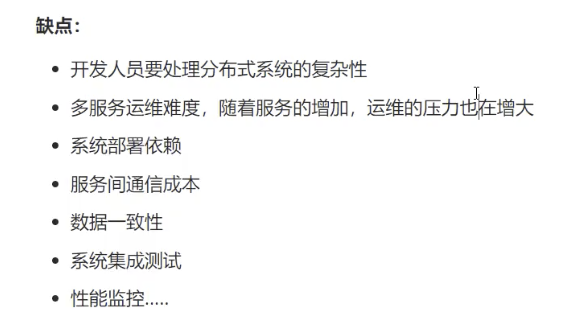 缺点：
开发人员要处理分布式系统的复杂性
多服务运维难度，随着服务的增加，运维的压力也在增大
系统部署依赖
服务间通信成本
数据一致性
系统集成测试
性能监控.....